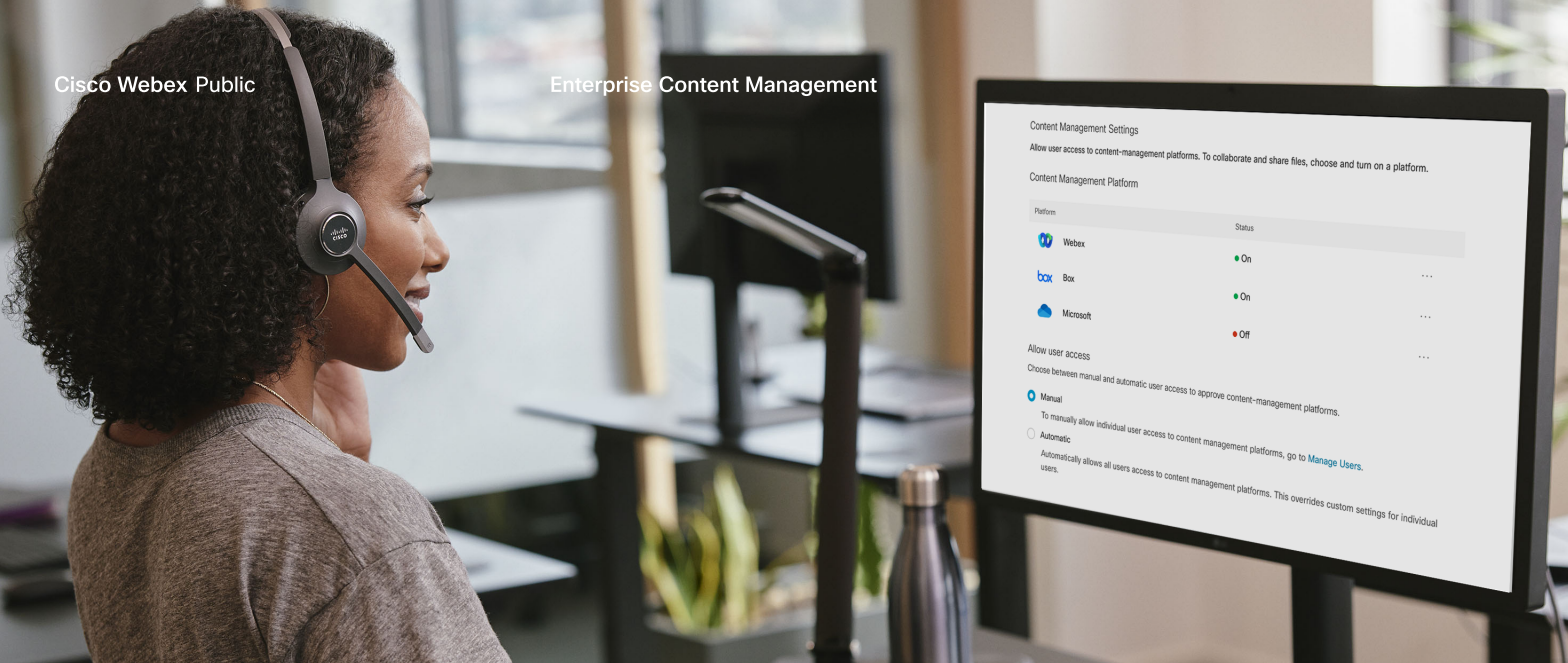 Cisco Webex Public
Enterprise Content Management
CISCO
Content Management Settings
Allow user access to content-management platforms. To collaborate and share files, choose and turn on a platform.
Content Management Platform
Platform Status
Webex On ...
box Box On ...
Microsoft Off ...
Allow user access
Choose between manual and automatic user access to approve content-management platforms.
Manual
To manually allow individual user access to content management platforms, go to Manage Users.
Automatic
Automatically allows all users access to content management platforms. This overrides custom settings for individual
users.